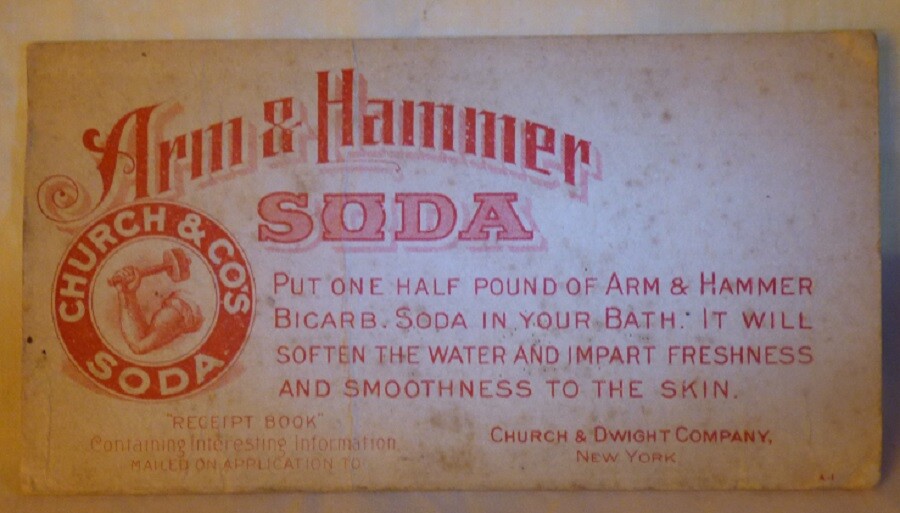 Arm & Hammer
SODA
CHURCH & CO'S
SODA
PUT ONE HALF POUND OF ARM & HAMMER
BICARB. SODA IN YOUR BATH. IT WILL
SOFTEN THE WATER AND IMPART FRESHNESS
AND SMOOTHNESS TO THE SKIN.
"RECEIPT BOOK"
Containing Interesting Information
MAILED ON APPLICATION TO
CHURCH & DWIGHT COMPANY,
NEW YORK
A-1